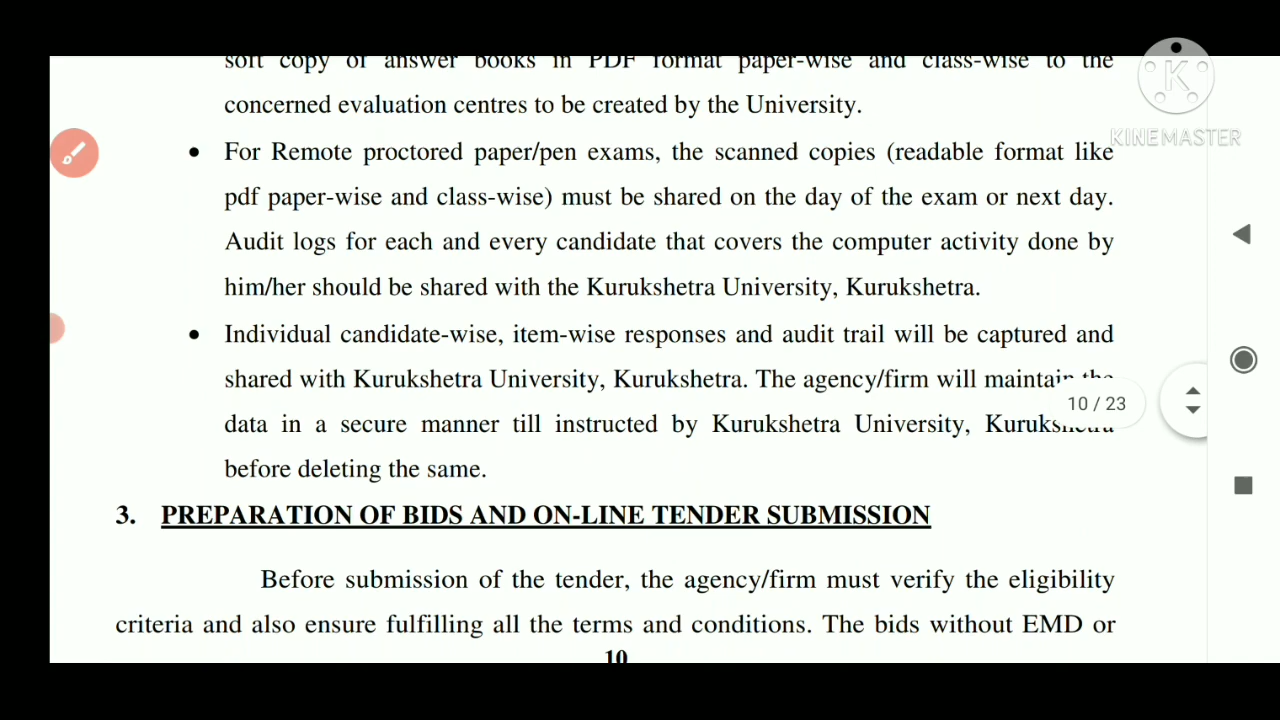 soft copy of answer books in PDF format paper-wise and class-wise to the
concerned evaluation centres to be created by the University.
• For Remote proctored paper/pen exams, the scanned copies (readable format like
pdf paper-wise and class-wise) must be shared on the day of the exam or next day.
Audit logs for each and every candidate that covers the computer activity done by
him/her should be shared with the Kurukshetra University, Kurukshetra.
• Individual candidate-wise, item-wise responses and audit trail will be captured and
shared with Kurukshetra University, Kurukshetra. The agency/firm will maintain the
data in a secure manner till instructed by Kurukshetra University, Kurukshetra
before deleting the same.
3. PREPARATION OF BIDS AND ON-LINE TENDER SUBMISSION
Before submission of the tender, the agency/firm must verify the eligibility
criteria and also ensure fulfilling all the terms and conditions. The bids without EMD or
10
K
KINEMASTER
10 / 23